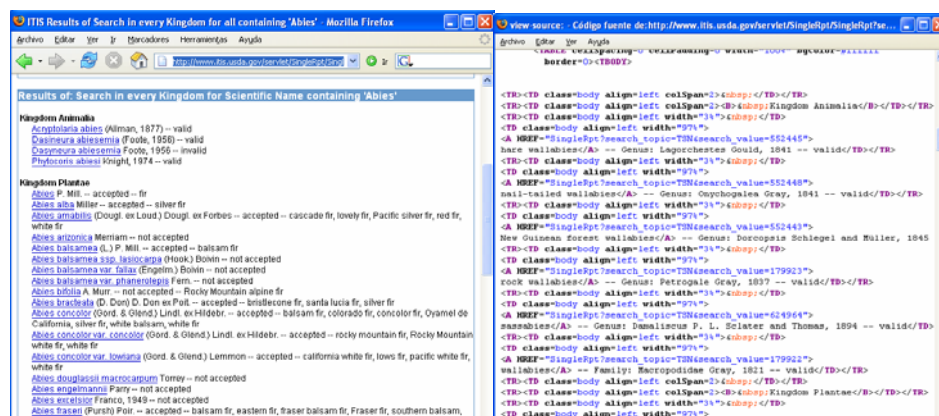 ITIS Results of Search in every Kingdom for all containing 'Abies' - Mozilla Firefox
Archivo Editar Ver Ir Marcadores Herramientas Ayuda
http://www.itis.usda.gov/servlet/SingleRpt/Singl
Ir
Results of: Search in every Kingdom for Scientific Name containing 'Abies'
Kingdom Animalia
Acryptolaria abies (Allman, 1877) -- valid
Dasineura abiesemia (Foote, 1956) -- valid
Dasyneura abiesemia Foote, 1956 -- invalid
Phytocoris abiesi Knight, 1974 -- valid
Kingdom Plantae
Abies P. Mill. -- accepted -- fir
Abies alba Miller -- accepted -- silver fir
Abies amabilis (Dougl. ex Loud.) Dougl. ex Forbes -- accepted -- cascade fir, lovely fir, Pacific silver fir, red fir,
white fir
Abies arizonica Merriam -- not accepted
Abies balsamea (L.) P. Mill. -- accepted -- balsam fir
Abies balsamea ssp. lasiocarpa (Hook.) Boivin -- not accepted
Abies balsamea var. fallax (Engelm.) Boivin -- not accepted
Abies balsamea var. phanerolepis Fern. -- not accepted
Abies bifolia A. Murr. -- not accepted -- Rocky Mountain alpine fir
Abies bracteata (D. Don) D. Don ex Poit. -- accepted -- bristlecone fir, santa lucia fir, silver fir
Abies concolor (Gord. & Glend.) Lindl. ex Hildebr. -- accepted -- balsam fir, colorado fir, concolor fir, Oyamel de
California, silver fir, white balsam, white fir
Abies concolor var. concolor (Gord. & Glend.) Lindl. ex Hildebr. -- accepted -- rocky mountain fir, Rocky Mountain
white fir, white fir
Abies concolor var. lowiana (Gord. & Glend.) Lemmon -- accepted -- california white fir, lows fir, pacific white fir,
white fir
Abies douglassii macrocarpum Torrey -- not accepted
Abies engelmannii Parry -- not accepted
Abies excelsior Franco, 1949 -- not accepted
Abies fraseri (Pursh) Poir. -- accepted -- balsam fir, eastern fir, fraser balsam fir, Fraser fir, southern balsam,
view-source: - Código fuente de:http://www.itis.usda.gov/servlet/SingleRpt/SingleRpt?se...
Archivo Editar Ver Ayuda
<TABLE cellSpacing=0 cellPadding=0 width="100%" bgColor=#ffffff
border=0><TBODY>
<TR><TD class=body align=left colSpan=2>&nbsp;</TD></TR>
<TR><TD class=body align=left colSpan=2><B>&nbsp;Kingdom Animalia</B></TD></TR>
<TR><TD class=body align=left width="3%">&nbsp;</TD>
<TD class=body align=left width="97%">
<A HREF="SingleRpt?search_topic=TSN&search_value=552445">
hare wallabies</A> -- Genus: Lagorchestes Gould, 1841 -- valid</TD></TR>
<TR><TD class=body align=left width="3%">&nbsp;</TD>
<TD class=body align=left width="97%">
<A HREF="SingleRpt?search_topic=TSN&search_value=552448">
nail-tailed wallabies</A> -- Genus: Onychogalea Gray, 1841 -- valid</TD></TR>
<TR><TD class=body align=left width="3%">&nbsp;</TD>
<TD class=body align=left width="97%">
<A HREF="SingleRpt?search_topic=TSN&search_value=552443">
New Guinean forest wallabies</A> -- Genus: Dorcopsis Schlegel and Müller, 1845
<TR><TD class=body align=left width="3%">&nbsp;</TD>
<TD class=body align=left width="97%">
<A HREF="SingleRpt?search_topic=TSN&search_value=179923">
rock wallabies</A> -- Genus: Petrogale Gray, 1837 -- valid</TD></TR>
<TR><TD class=body align=left width="3%">&nbsp;</TD>
<TD class=body align=left width="97%">
<A HREF="SingleRpt?search_topic=TSN&search_value=624964">
sassabies</A> -- Genus: Damaliscus P. L. Sclater and Thomas, 1894 -- valid</TD>
<TR><TD class=body align=left width="3%">&nbsp;</TD>
<TD class=body align=left width="97%">
<A HREF="SingleRpt?search_topic=TSN&search_value=179922">
wallabies</A> -- Family: Macropodidae Gray, 1821 -- valid</TD></TR>
<TR><TD class=body align=left colSpan=2><B>&nbsp;Kingdom Plantae</B></TD></TR>
<TR><TD class=body align=left width="3%">&nbsp;</TD>
<TD class=body align=left width="97%">